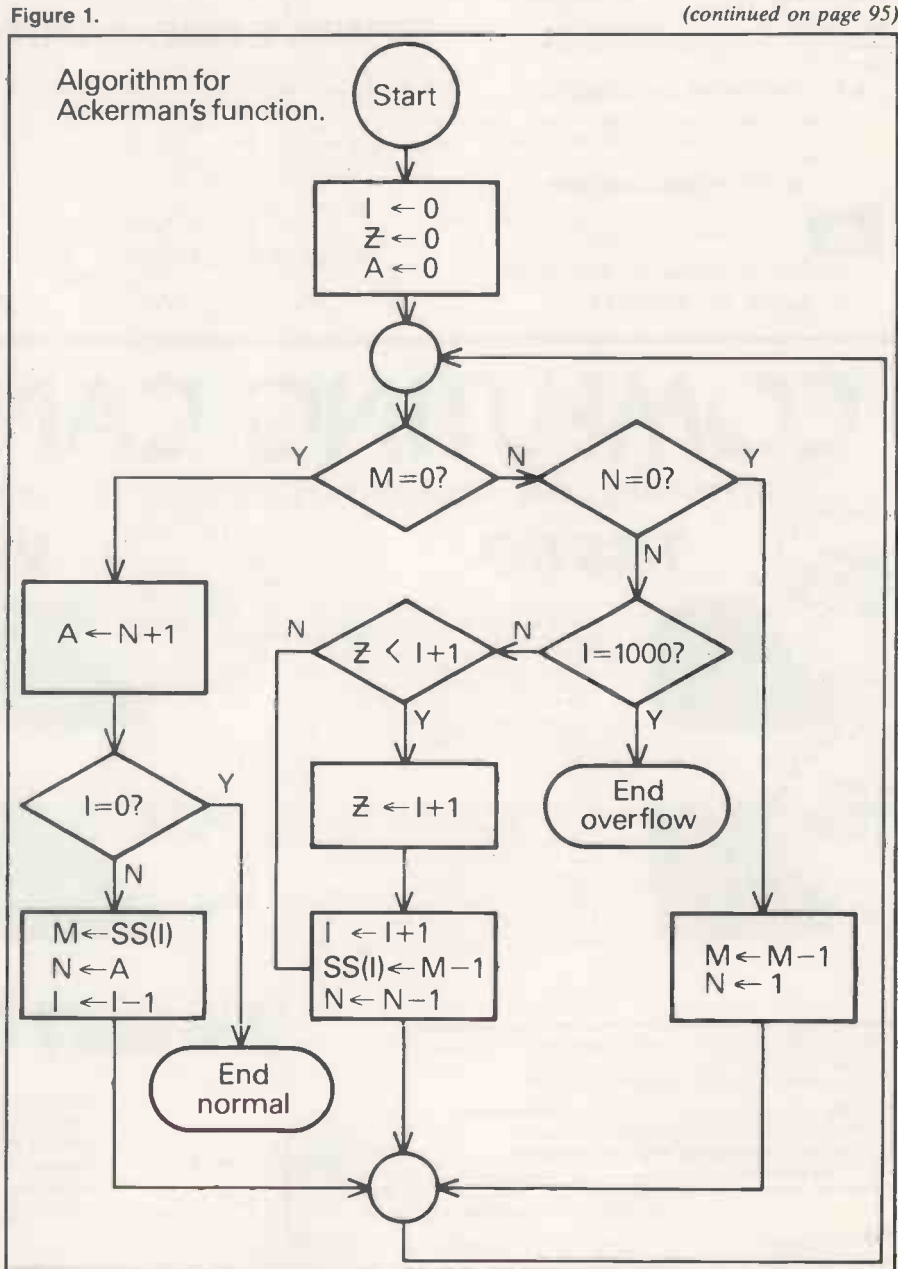 Figure 1.
(continued on page 95)
Algorithm for
Ackerman's function.
Start
I ← 0
Ƶ ← 0
A ← 0
Y
M=0?
N
N=0?
Y
N
A ← N+1
N
Ƶ < I+1
N
I=1000?
Y
Y
I=0?
Y
Ƶ ← I+1
End
overflow
N
M←SS(I)
N ←A
I ←I−1
I ←I+1
SS(I)←M−1
N←N−1
M←M−1
N ←1
End
normal